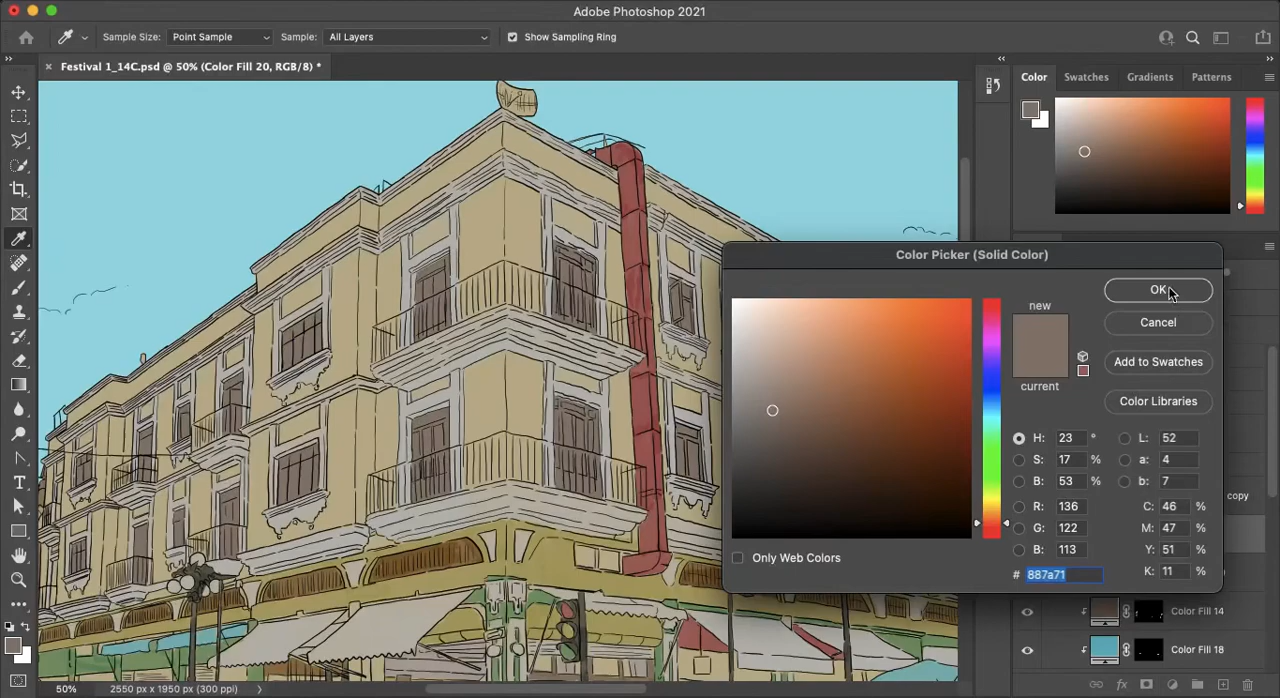 Adobe Photoshop 2021
Sample Size: Point Sample Sample: All Layers Show Sampling Ring
Festival 1_14C.psd @ 50% (Color Fill 20, RGB/8) *
Color Swatches Gradients Patterns
Color Picker (Solid Color)
new
current
OK
Cancel
Add to Swatches
Color Libraries
H: 23 °
S: 17 %
B: 53 %
R: 136
G: 122
B: 113
# 887a71
L: 52
a: 4
b: 7
C: 46 %
M: 47 %
Y: 51 %
K: 11 %
Only Web Colors
copy
Color Fill 14
Color Fill 18
fx
50% 2550 px x 1950 px (300 ppi)